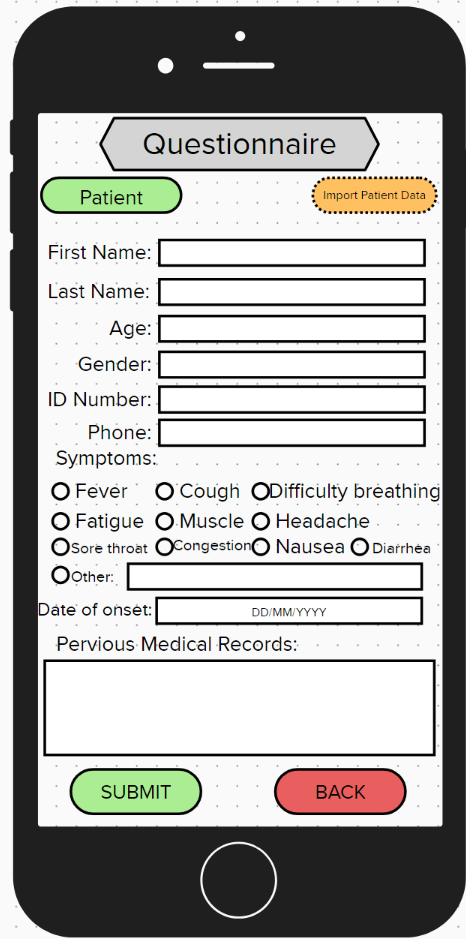 Questionnaire
Patient Import Patient Data
First Name:
Last Name:
Age:
Gender:
ID Number:
Phone:
Symptoms:
Fever Cough Difficulty breathing
Fatigue Muscle Headache
Sore throat Congestion Nausea Diarrhea
Other:
Date of onset: DD/MM/YYYY
Pervious Medical Records:
SUBMIT BACK